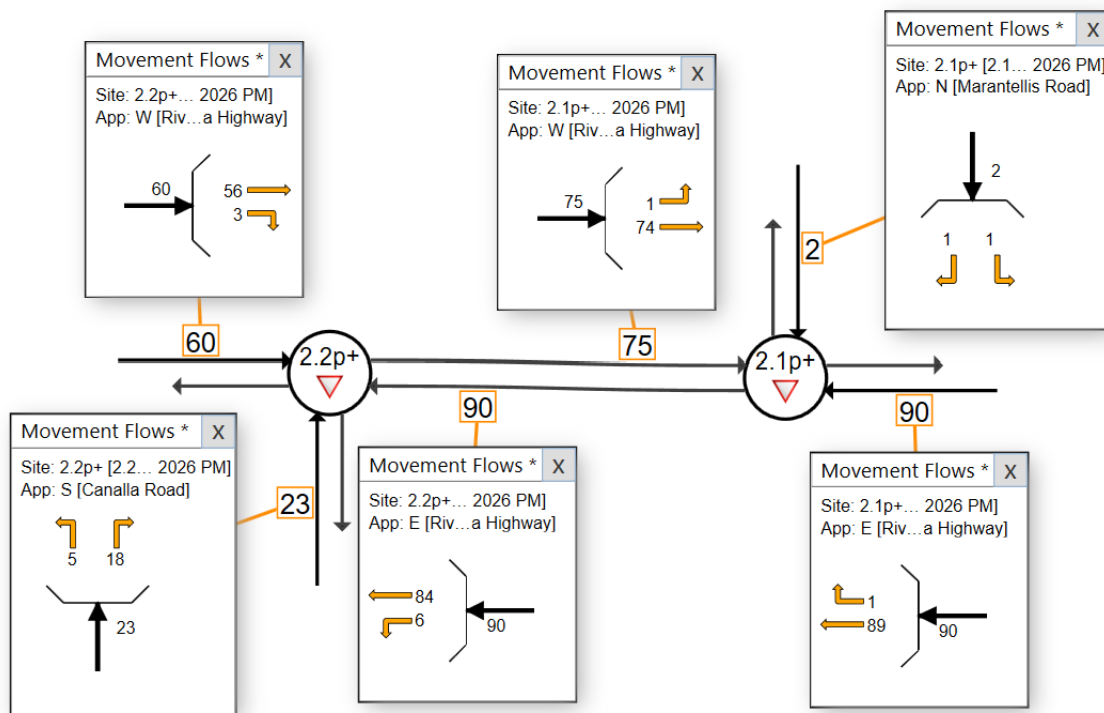 Movement Flows * X
Site: 2.2p+... 2026 PM]
App: W [Riv...a Highway]
60
56
3
Movement Flows * X
Site: 2.1p+... 2026 PM]
App: W [Riv...a Highway]
75
1
74
Movement Flows * X
Site: 2.1p+ [2.1... 2026 PM]
App: N [Marantellis Road]
2
1 1
2
60
75
2.2p+
2.1p+
90
90
23
Movement Flows * X
Site: 2.2p+ [2.2... 2026 PM]
App: S [Canalla Road]
5 18
23
Movement Flows * X
Site: 2.2p+... 2026 PM]
App: E [Riv...a Highway]
84
6
90
Movement Flows * X
Site: 2.1p+... 2026 PM]
App: E [Riv...a Highway]
1
89
90